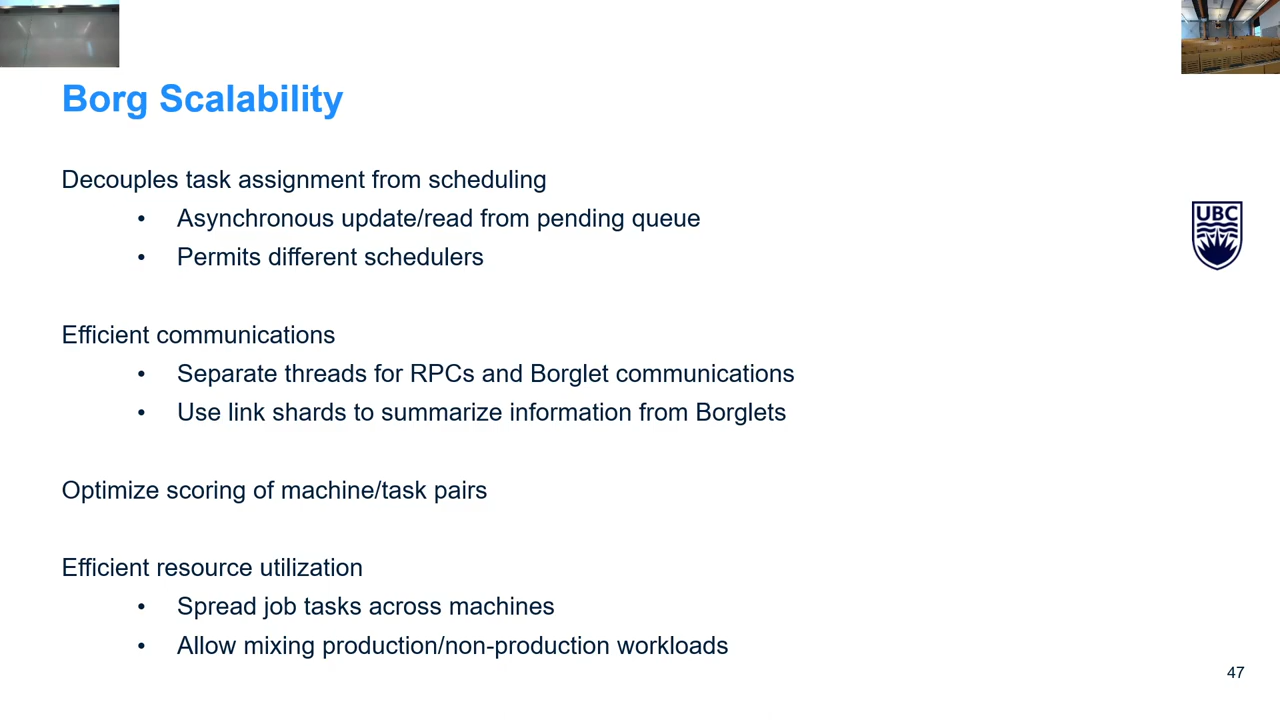 Borg Scalability
Decouples task assignment from scheduling
• Asynchronous update/read from pending queue
• Permits different schedulers
UBC
Efficient communications
• Separate threads for RPCs and Borglet communications
• Use link shards to summarize information from Borglets
Optimize scoring of machine/task pairs
Efficient resource utilization
• Spread job tasks across machines
• Allow mixing production/non-production workloads
47